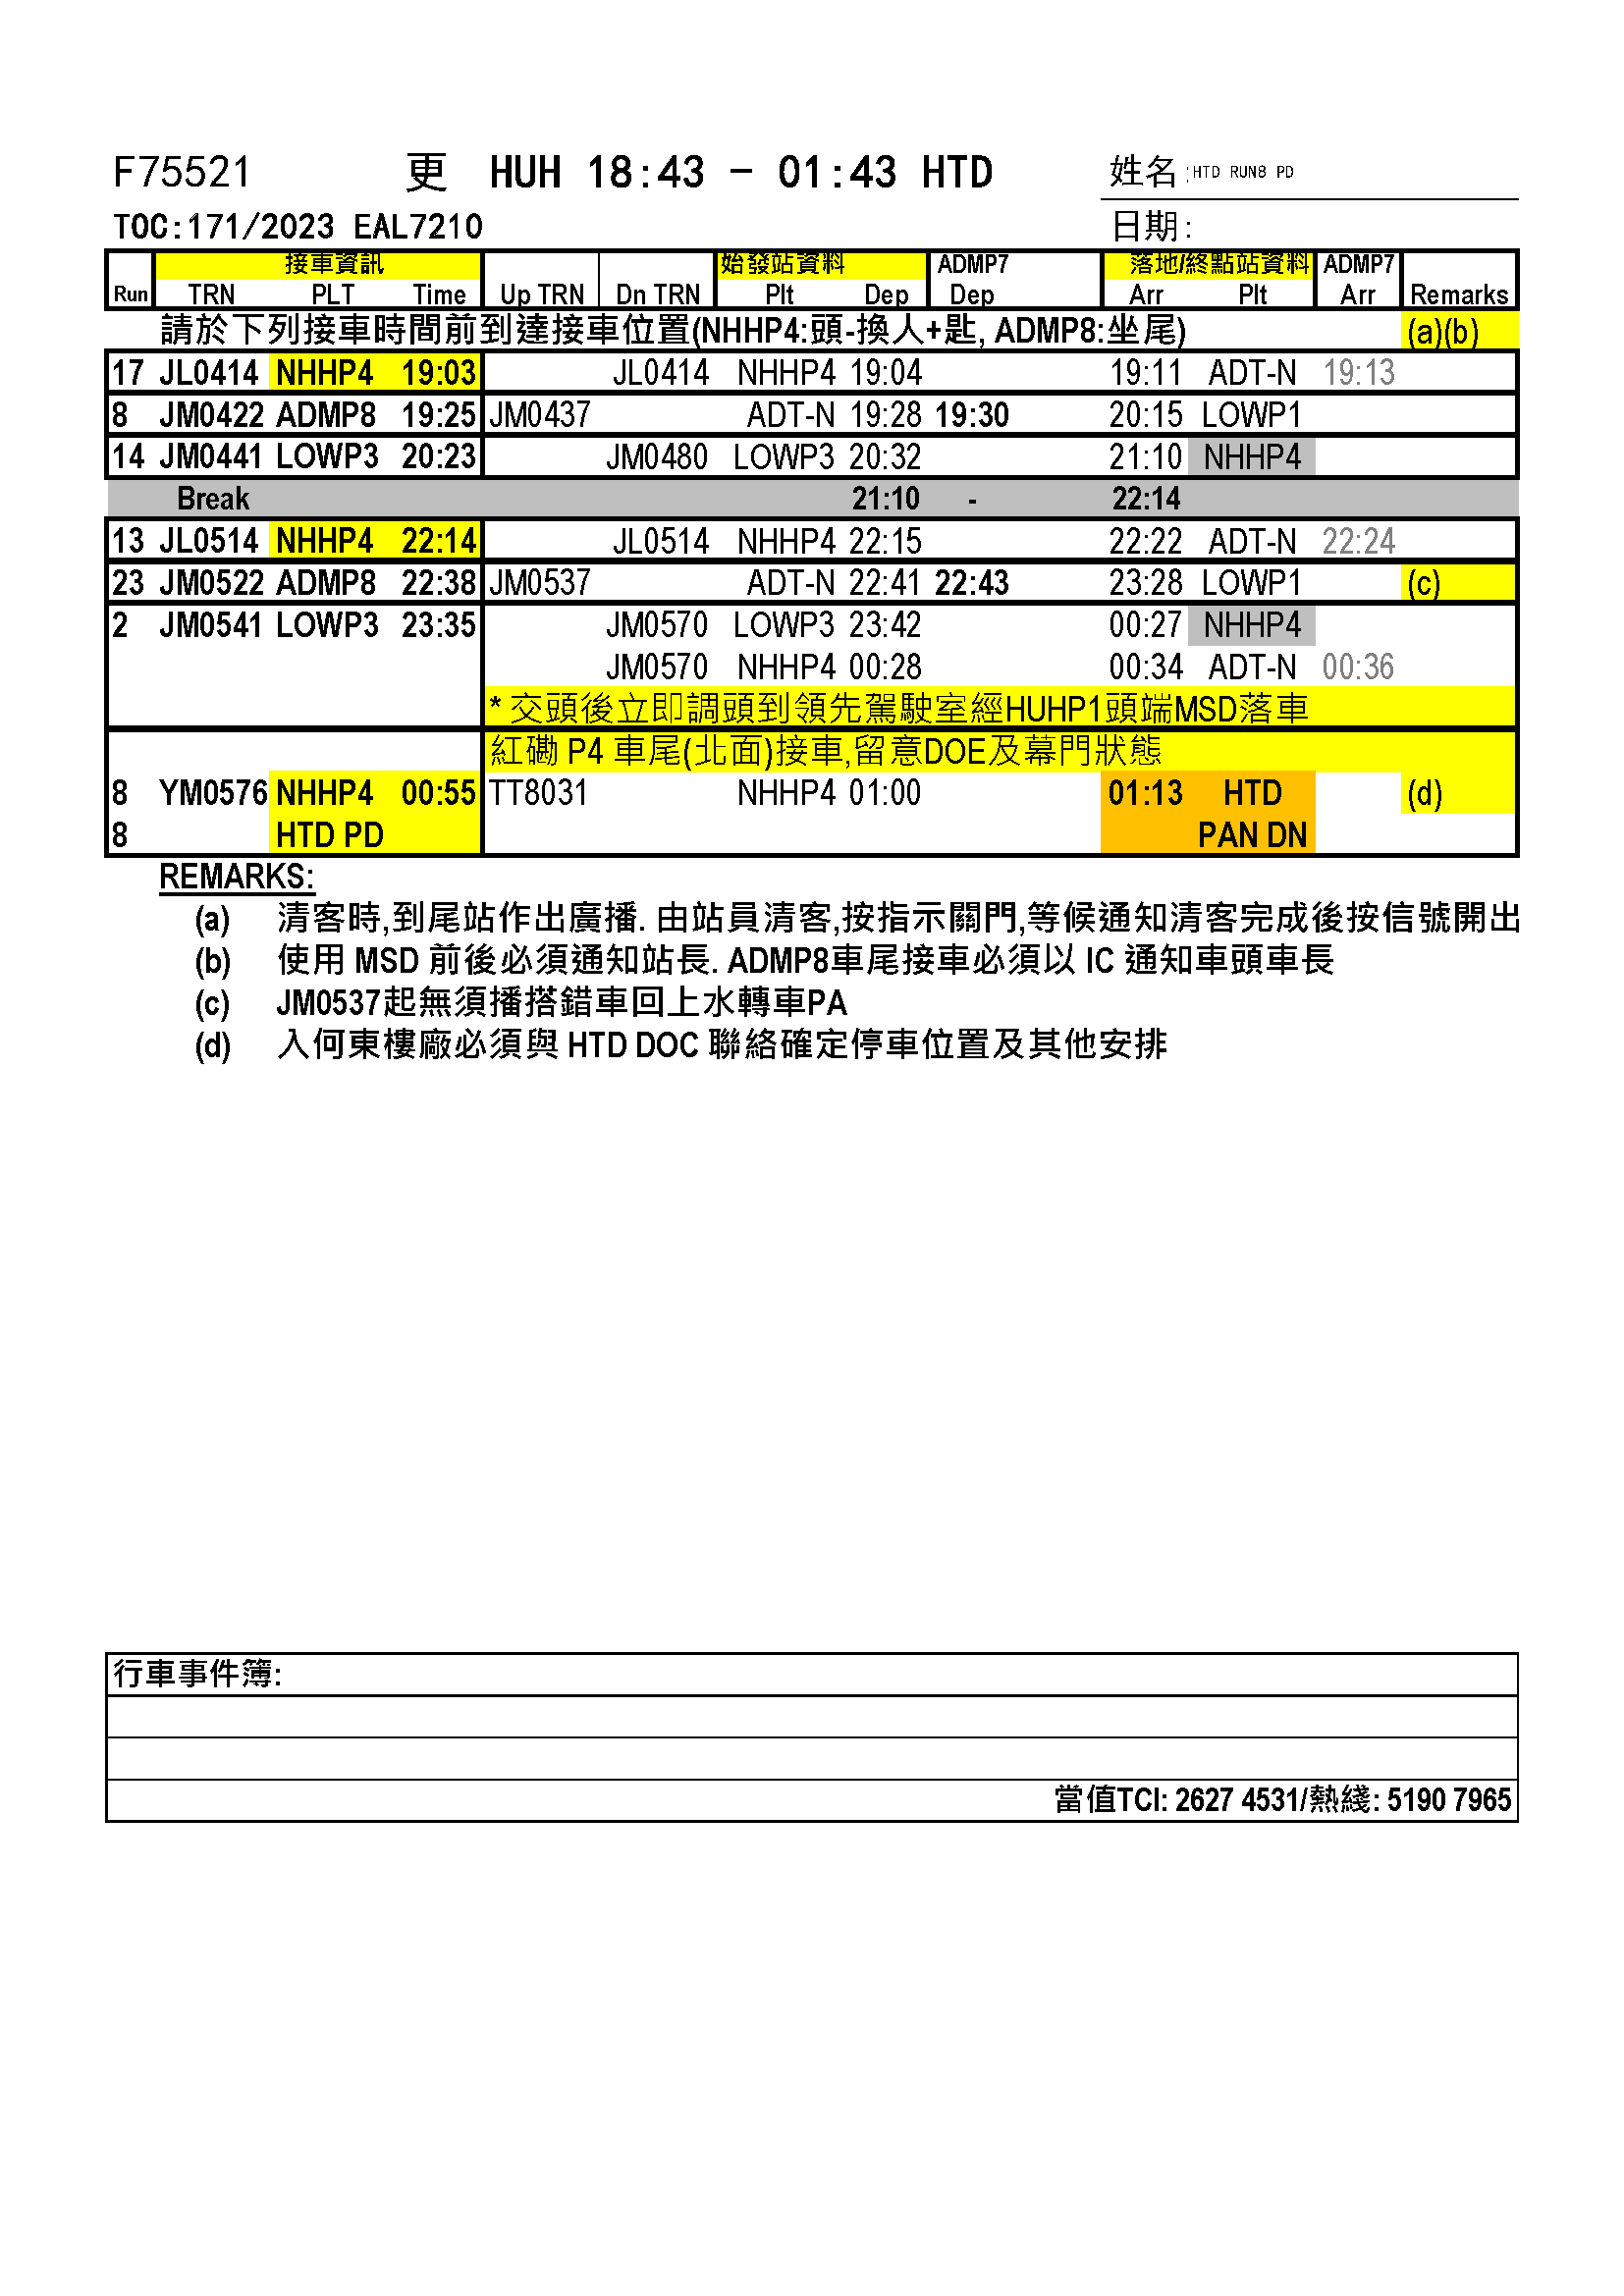 F75521 更 HUH 18:43 - 01:43 HTD 姓名:HTD RUN8 PD
TOC:171/2023 EAL7210 日期:
接車資訊 始發站資料 ADMP7 落地/終點站資料 ADMP7
Run TRN PLT Time Up TRN Dn TRN Plt Dep Dep Arr Plt Arr Remarks
請於下列接車時間前到達接車位置(NHHP4:頭-換人+匙, ADMP8:坐尾) (a)(b)
17 JL0414 NHHP4 19:03 JL0414 NHHP4 19:04 19:11 ADT-N 19:13
8 JM0422 ADMP8 19:25 JM0437 ADT-N 19:28 19:30 20:15 LOWP1
14 JM0441 LOWP3 20:23 JM0480 LOWP3 20:32 21:10 NHHP4
Break 21:10 - 22:14
13 JL0514 NHHP4 22:14 JL0514 NHHP4 22:15 22:22 ADT-N 22:24
23 JM0522 ADMP8 22:38 JM0537 ADT-N 22:41 22:43 23:28 LOWP1 (c)
2 JM0541 LOWP3 23:35 JM0570 LOWP3 23:42 00:27 NHHP4
JM0570 NHHP4 00:28 00:34 ADT-N 00:36
* 交頭後立即調頭到領先駕駛室經HUHP1頭端MSD落車
紅磡 P4 車尾(北面)接車,留意DOE及幕門狀態
8 YM0576 NHHP4 00:55 TT8031 NHHP4 01:00 01:13 HTD (d)
8 HTD PD PAN DN
REMARKS:
(a) 清客時,到尾站作出廣播. 由站員清客,按指示關門,等候通知清客完成後按信號開出
(b) 使用 MSD 前後必須通知站長. ADMP8車尾接車必須以 IC 通知車頭車長
(c) JM0537起無須播搭錯車回上水轉車PA
(d) 入何東樓廠必須與 HTD DOC 聯絡確定停車位置及其他安排
行車事件簿:
當值TCI: 2627 4531/熱綫: 5190 7965